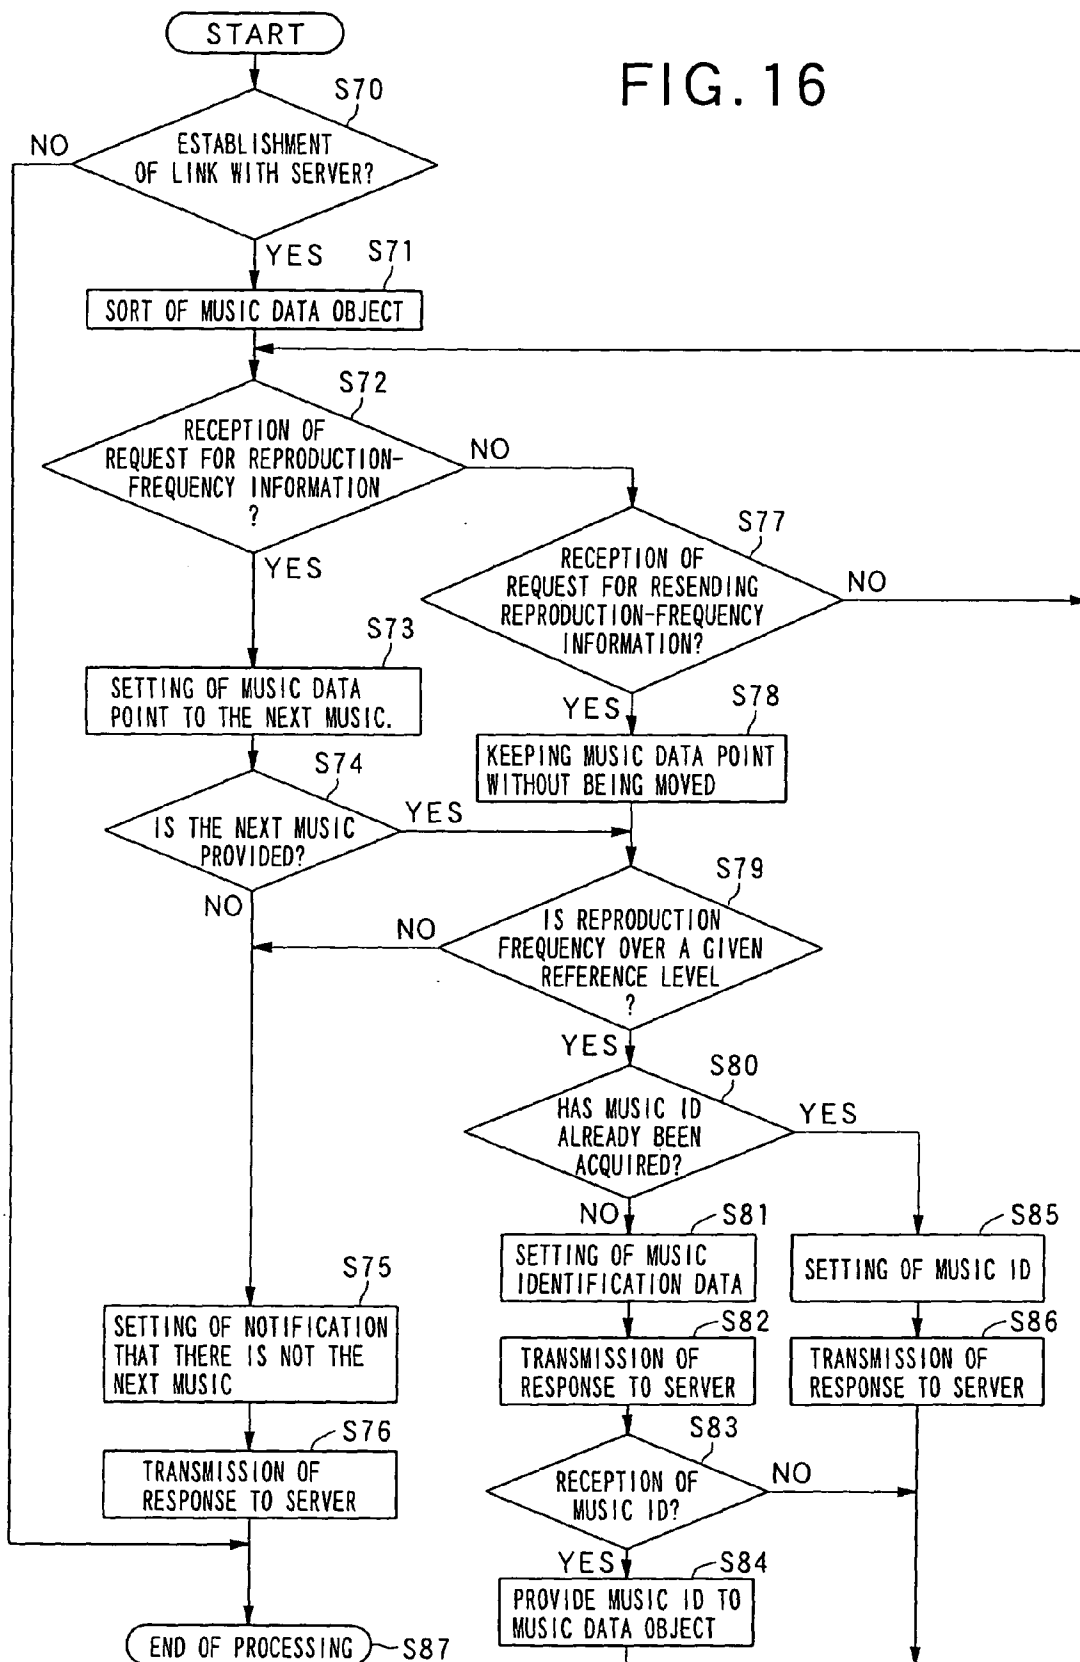 START
FIG. 16
S70
NO
ESTABLISHMENT
OF LINK WITH SERVER?
YES
S71
SORT OF MUSIC DATA OBJECT
S72
RECEPTION OF
REQUEST FOR REPRODUCTION-
FREQUENCY INFORMATION
?
NO
YES
S77
RECEPTION OF
REQUEST FOR RESENDING
REPRODUCTION-FREQUENCY
INFORMATION?
NO
YES
S73
SETTING OF MUSIC DATA
POINT TO THE NEXT MUSIC.
S78
KEEPING MUSIC DATA POINT
WITHOUT BEING MOVED
S74
IS THE NEXT MUSIC
PROVIDED?
YES
NO
S79
IS REPRODUCTION
FREQUENCY OVER A GIVEN
REFERENCE LEVEL
?
NO
YES
S80
HAS MUSIC ID
ALREADY BEEN
ACQUIRED?
YES
NO
S81
SETTING OF MUSIC
IDENTIFICATION DATA
S85
SETTING OF MUSIC ID
S75
SETTING OF NOTIFICATION
THAT THERE IS NOT THE
NEXT MUSIC
S82
TRANSMISSION OF
RESPONSE TO SERVER
S86
TRANSMISSION OF
RESPONSE TO SERVER
S76
TRANSMISSION OF
RESPONSE TO SERVER
S83
RECEPTION OF
MUSIC ID?
NO
YES
S84
PROVIDE MUSIC ID TO
MUSIC DATA OBJECT
END OF PROCESSING
S87